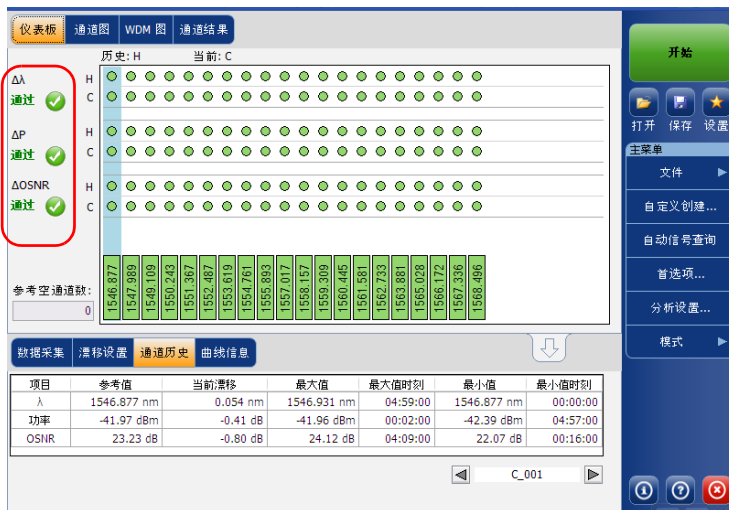 仪表板 通道图 WDM 图 通道结果
历史: H 当前: C
Δλ H
通过 C
ΔP H
通过 C
ΔOSNR H
通过 C
参考空通道数:
0
1546.877
1547.989
1549.109
1550.243
1551.367
1552.487
1553.619
1554.761
1555.893
1557.017
1558.157
1559.309
1560.445
1561.581
1562.733
1563.881
1565.028
1566.172
1567.336
1568.496
数据采集 漂移设置 通道历史 曲线信息
项目 参考值 当前漂移 最大值 最大值时刻 最小值 最小值时刻
λ 1546.877 nm 0.054 nm 1546.931 nm 04:59:00 1546.877 nm 00:00:00
功率 -41.97 dBm -0.41 dB -41.96 dBm 00:02:00 -42.39 dBm 04:57:00
OSNR 23.23 dB -0.80 dB 24.12 dB 04:09:00 22.07 dB 00:16:00
C_001
开始
打开 保存 设置
主菜单
文件
自定义创建...
自动信号查询
首选项...
分析设置...
模式